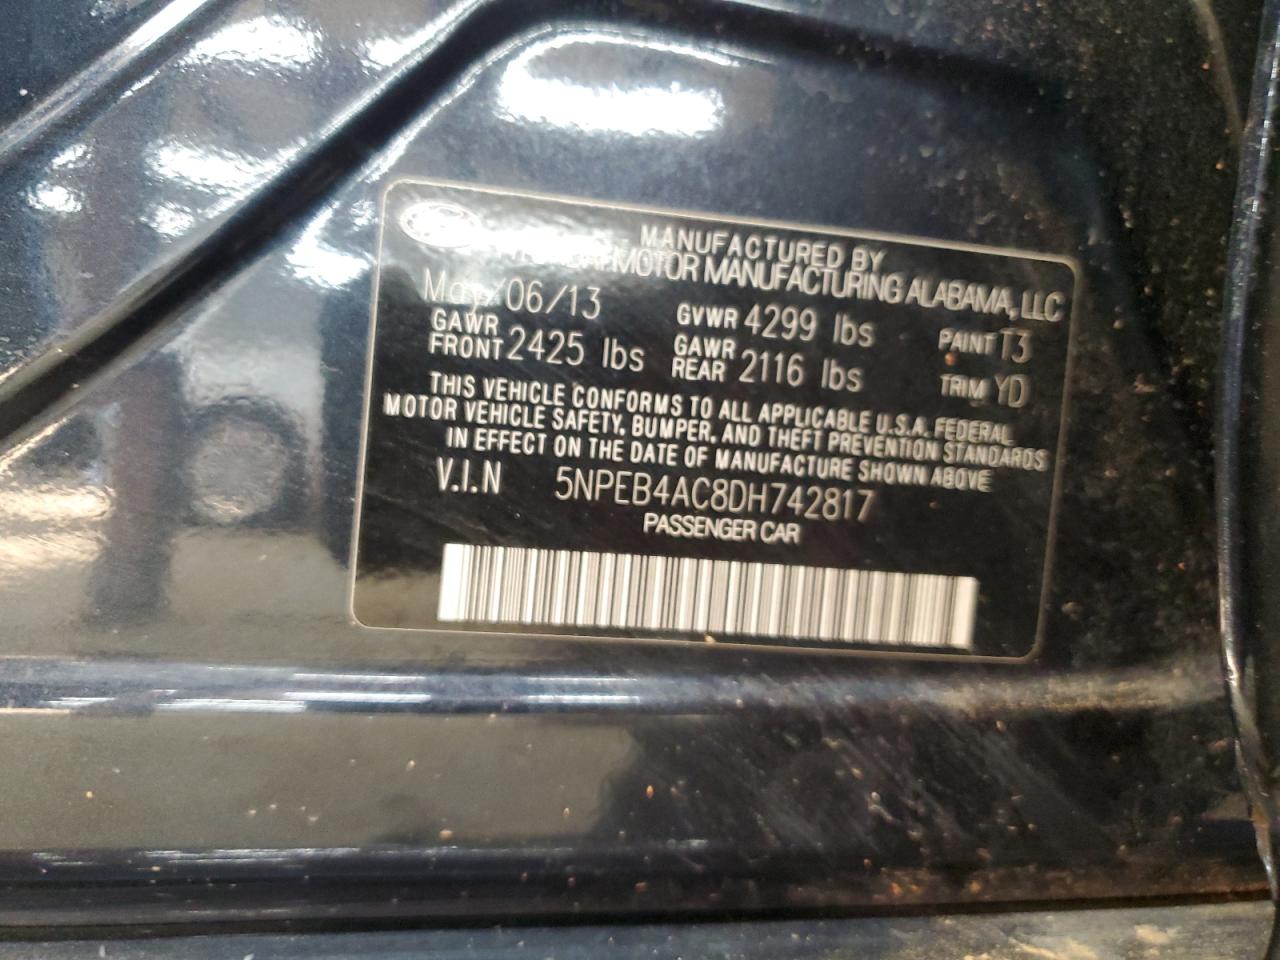 MANUFACTURED BY
HYUNDAI MOTOR MANUFACTURING ALABAMA, LLC
May/06/13 GVWR 4299 lbs PAINT T3
GAWR FRONT 2425 lbs GAWR REAR 2116 lbs TRIM YD
THIS VEHICLE CONFORMS TO ALL APPLICABLE U.S.A. FEDERAL
MOTOR VEHICLE SAFETY, BUMPER, AND THEFT PREVENTION STANDARDS
IN EFFECT ON THE DATE OF MANUFACTURE SHOWN ABOVE
V.I.N 5NPEB4AC8DH742817
PASSENGER CAR